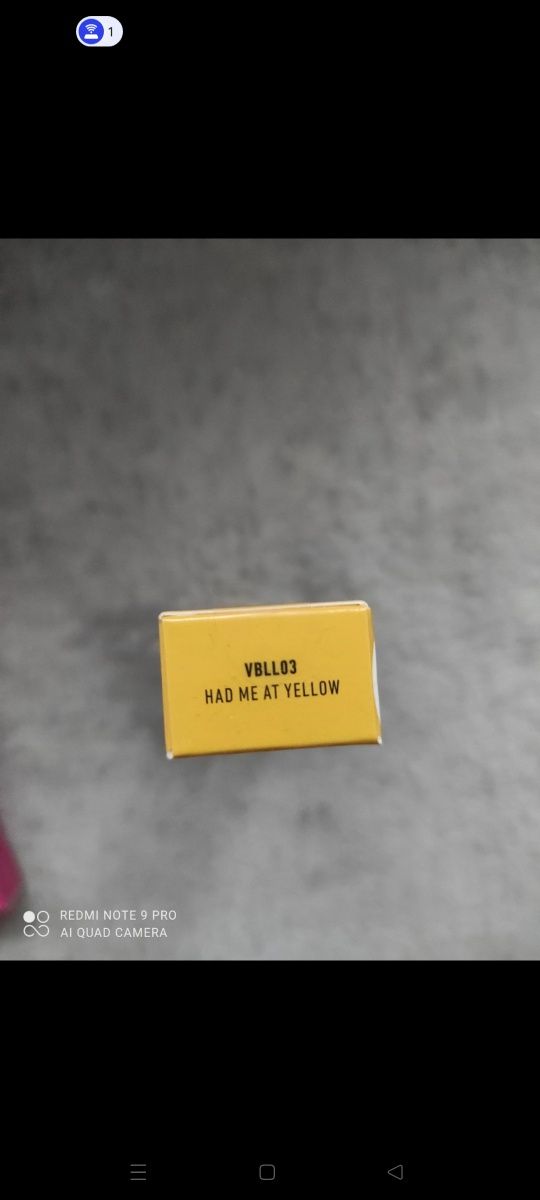 1
VBLL03
HAD ME AT YELLOW
REDMI NOTE 9 PRO
AI QUAD CAMERA